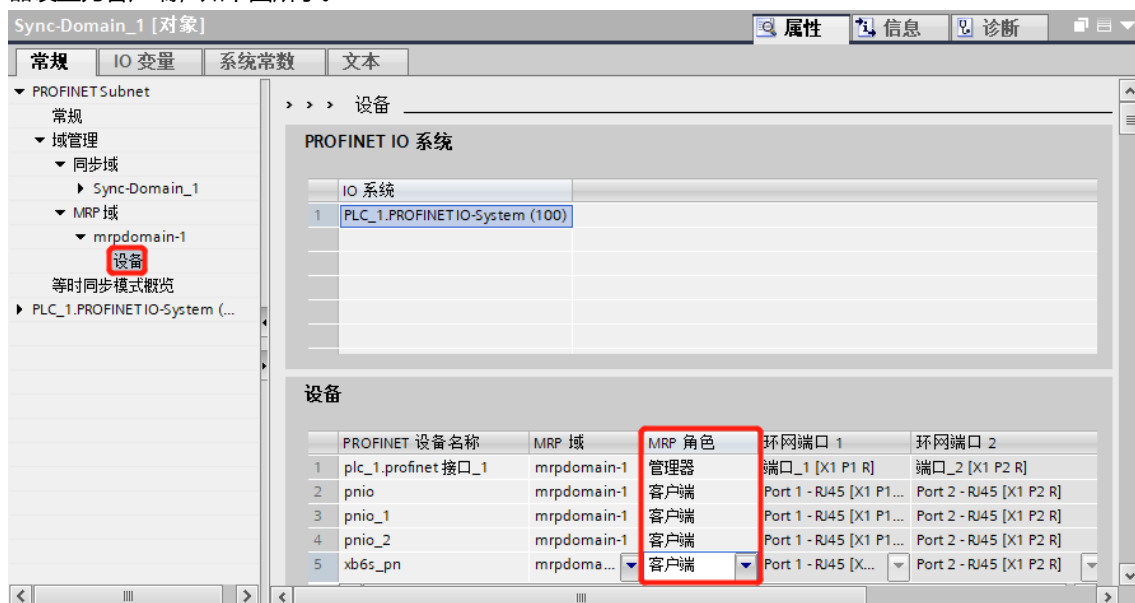 Sync-Domain_1 [对象]
属性
信息
诊断
常规
IO 变量
系统常数
文本
PROFINETSubnet
常规
域管理
同步域
Sync-Domain_1
MRP 域
mrpdomain-1
设备
等时同步模式概览
PLC_1.PROFINET IO-System (...
> > > 设备
PROFINET IO 系统
IO 系统
1 PLC_1.PROFINET IO-System (100)
设备
PROFINET 设备名称 MRP 域 MRP 角色 环网端口 1 环网端口 2
1 plc_1.profinet 接口_1 mrpdomain-1 管理器 端口_1 [X1 P1 R] 端口_2 [X1 P2 R]
2 pnio mrpdomain-1 客户端 Port 1 - RJ45 [X1 P1... Port 2 - RJ45 [X1 P2 R]
3 pnio_1 mrpdomain-1 客户端 Port 1 - RJ45 [X1 P1... Port 2 - RJ45 [X1 P2 R]
4 pnio_2 mrpdomain-1 客户端 Port 1 - RJ45 [X1 P1... Port 2 - RJ45 [X1 P2 R]
5 xb6s_pn mrpdoma... 客户端 Port 1 - RJ45 [X... Port 2 - RJ45 [X1 P2 R]